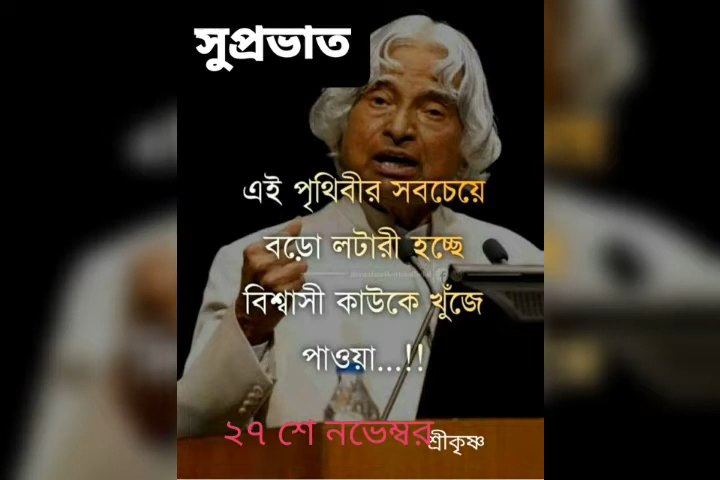 সুপ্রভাত
এই পৃথিবীর সবচেয়ে
বড়ো লটারী হচ্ছে
বিশ্বাসী কাউকে খুঁজে
পাওয়া...!!
২৭ শে নভেম্বর
শ্রীকৃষ্ণ